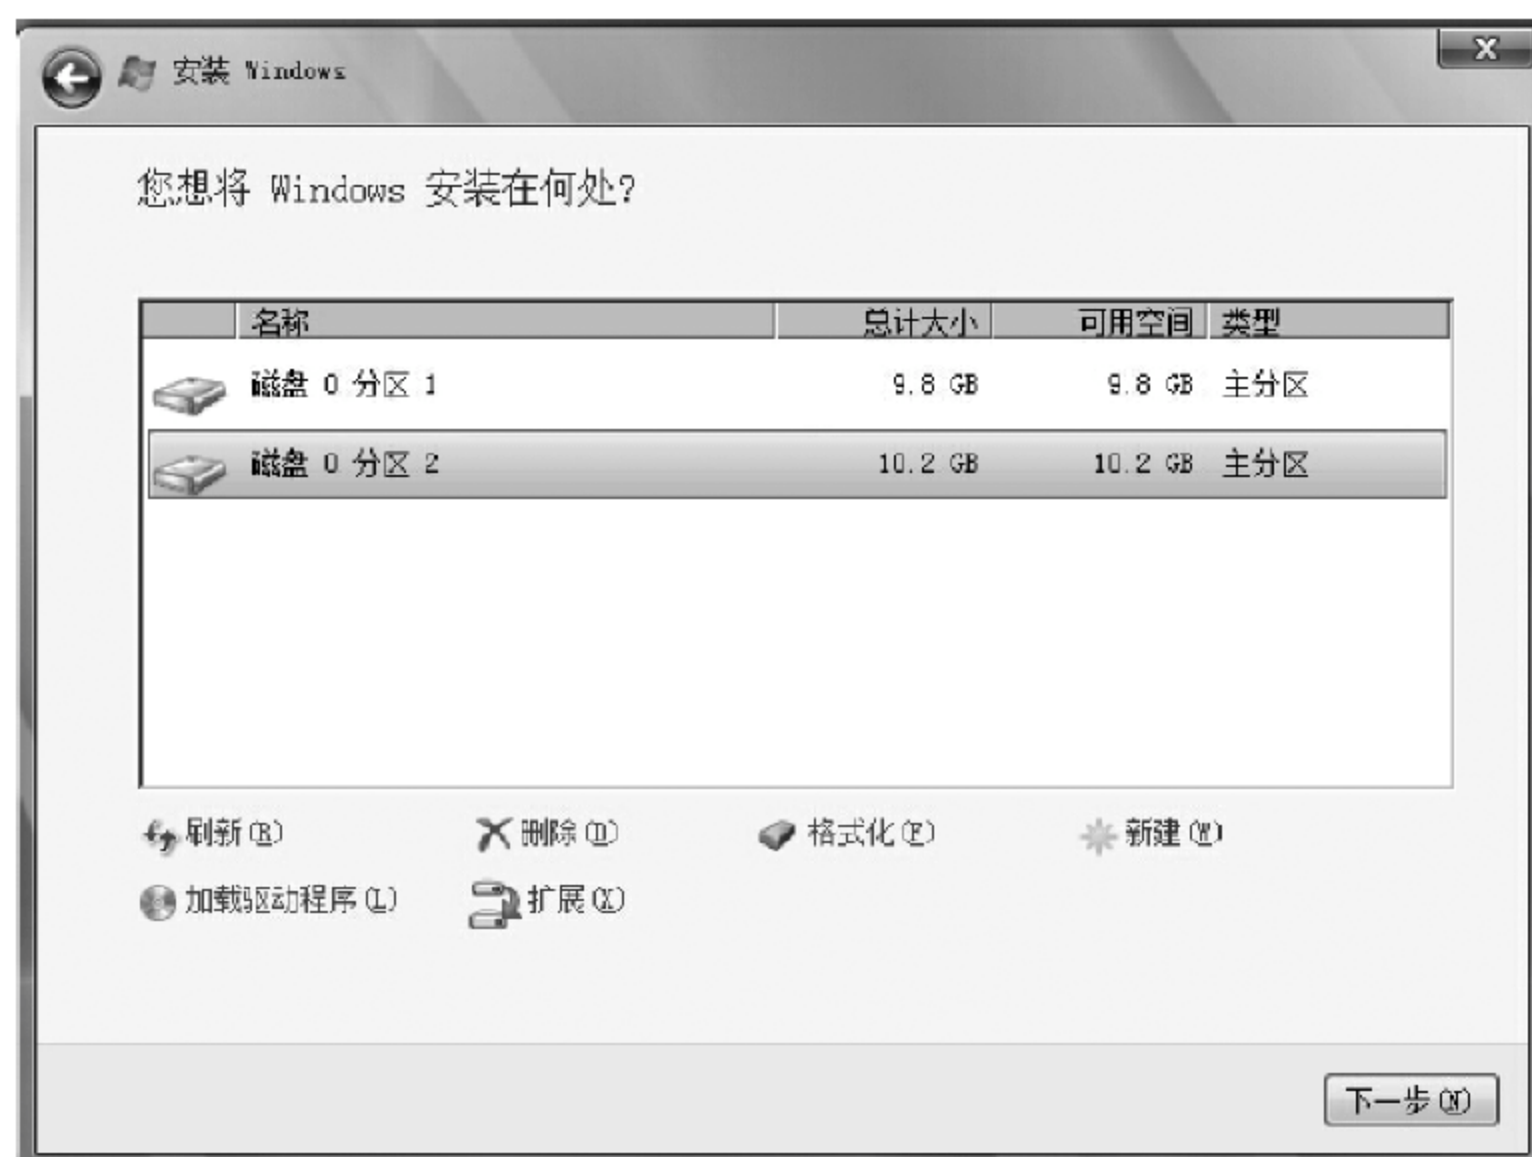 安装 Windows
您想将 Windows 安装在何处?
名称 总计大小 可用空间 类型
磁盘 0 分区 1 9.8 GB 9.8 GB 主分区
磁盘 0 分区 2 10.2 GB 10.2 GB 主分区
刷新(R) 删除(D) 格式化(F) 新建(W)
加载驱动程序(L) 扩展(X)
下一步(N)